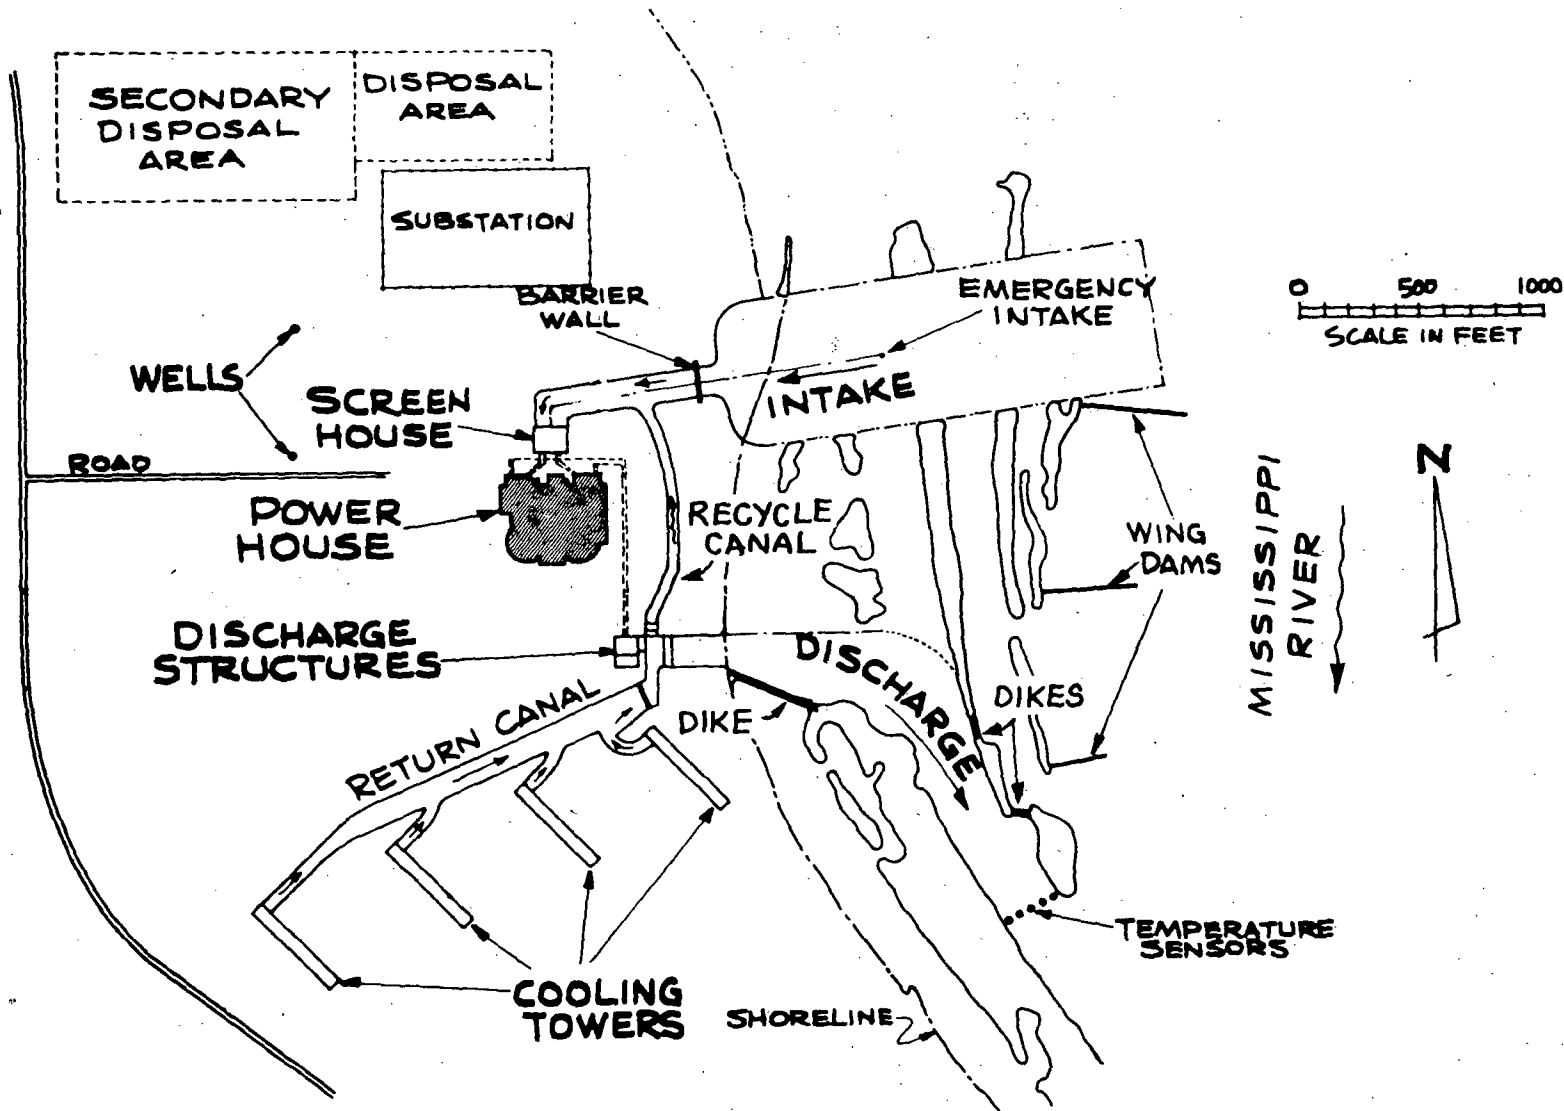 SECONDARY
DISPOSAL
AREA
DISPOSAL
AREA
SUBSTATION
BARRIER
WALL
EMERGENCY
INTAKE
0 500 1000
SCALE IN FEET
WELLS
SCREEN
HOUSE
INTAKE
ROAD
POWER
HOUSE
RECYCLE
CANAL
WING
DAMS
MISSISSIPPI
RIVER
N
DISCHARGE
STRUCTURES
DISCHARGE
DIKES
DIKE
RETURN CANAL
TEMPERATURE
SENSORS
COOLING
TOWERS
SHORELINE